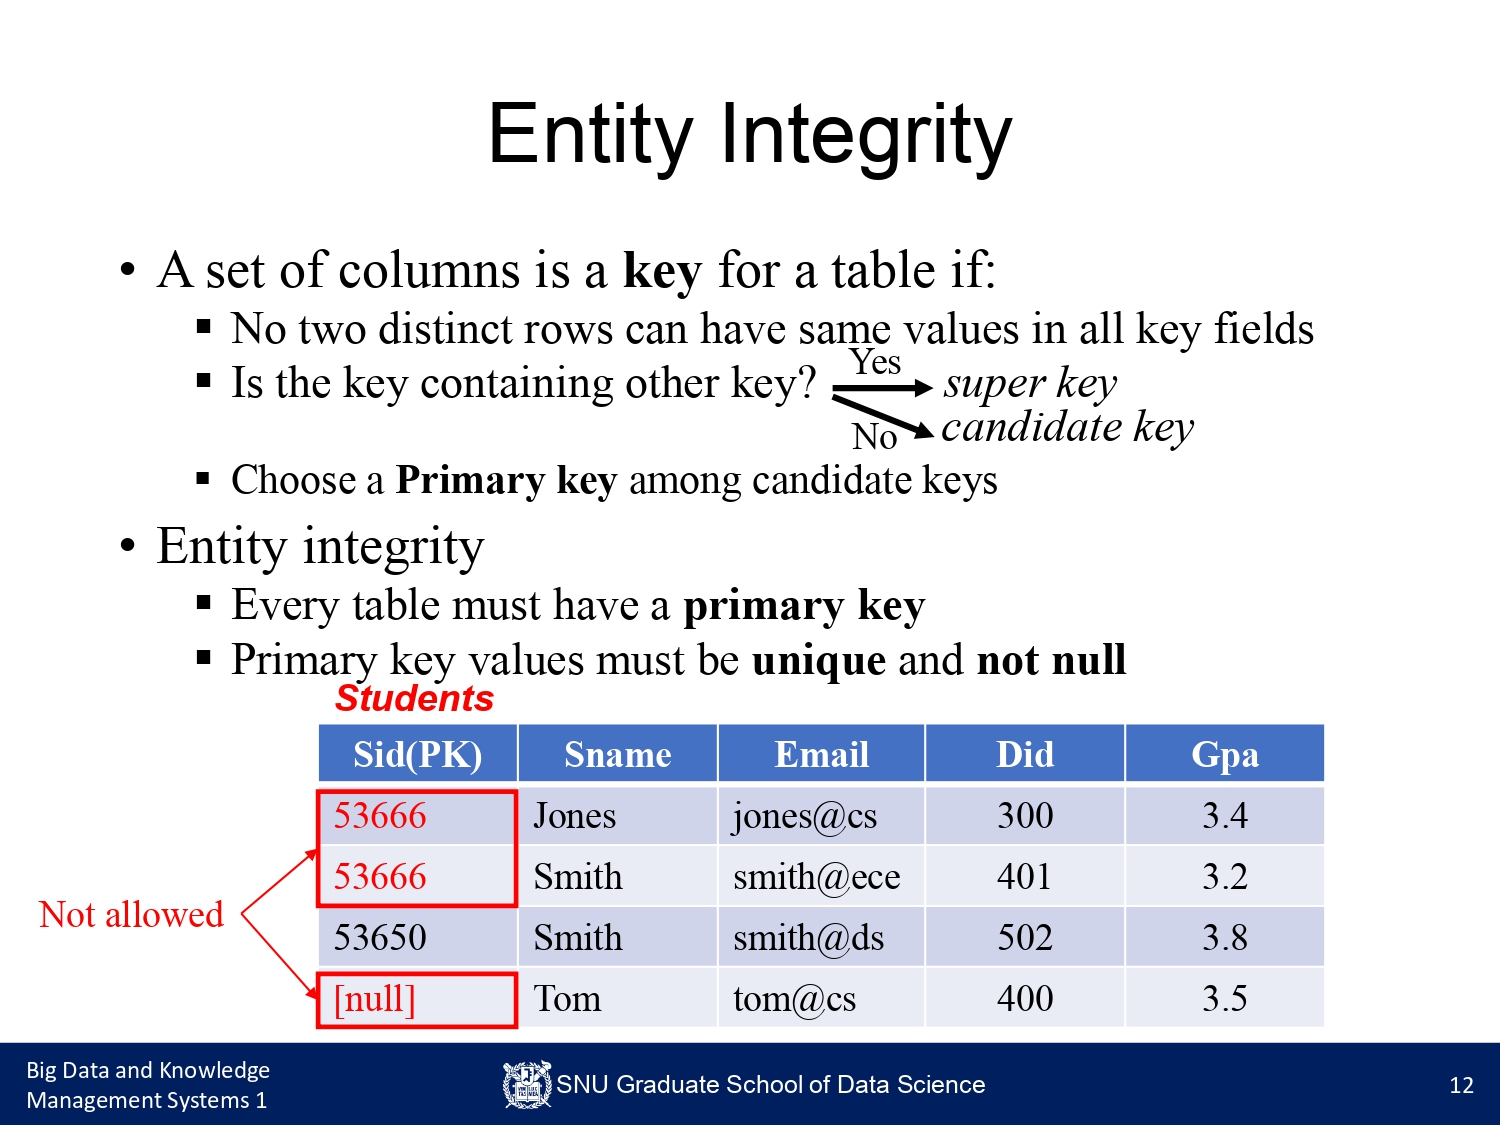 Entity Integrity
• A set of columns is a key for a table if:
▪ No two distinct rows can have same values in all key fields
▪ Is the key containing other key? Yes super key
No candidate key
▪ Choose a Primary key among candidate keys
• Entity integrity
▪ Every table must have a primary key
▪ Primary key values must be unique and not null
Students
Sid(PK) Sname Email Did Gpa
53666 Jones jones@cs 300 3.4
53666 Smith smith@ece 401 3.2
Not allowed
53650 Smith smith@ds 502 3.8
[null] Tom tom@cs 400 3.5
Big Data and Knowledge
Management Systems 1
SNU Graduate School of Data Science
12